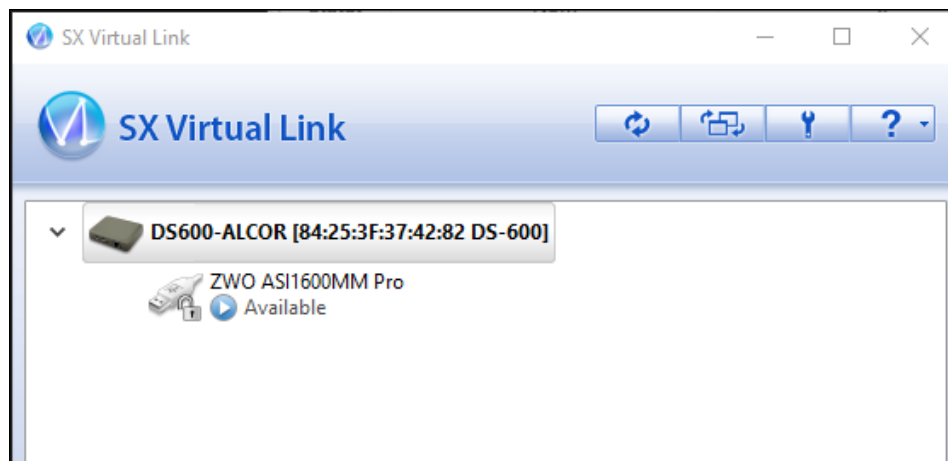 SX Virtual Link
SX Virtual Link
?
DS600-ALCOR [84:25:3F:37:42:82 DS-600]
ZWO ASI1600MM Pro
Available